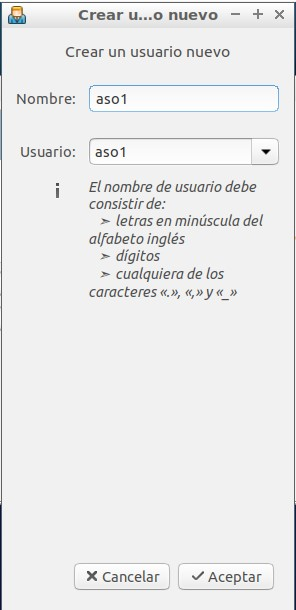 Crear u...o nuevo
Crear un usuario nuevo
Nombre: aso1
Usuario: aso1
El nombre de usuario debe
consistir de:
➣ letras en minúscula del
alfabeto inglés
➣ dígitos
➣ cualquiera de los
caracteres «.», «,» y «_»
Cancelar Aceptar